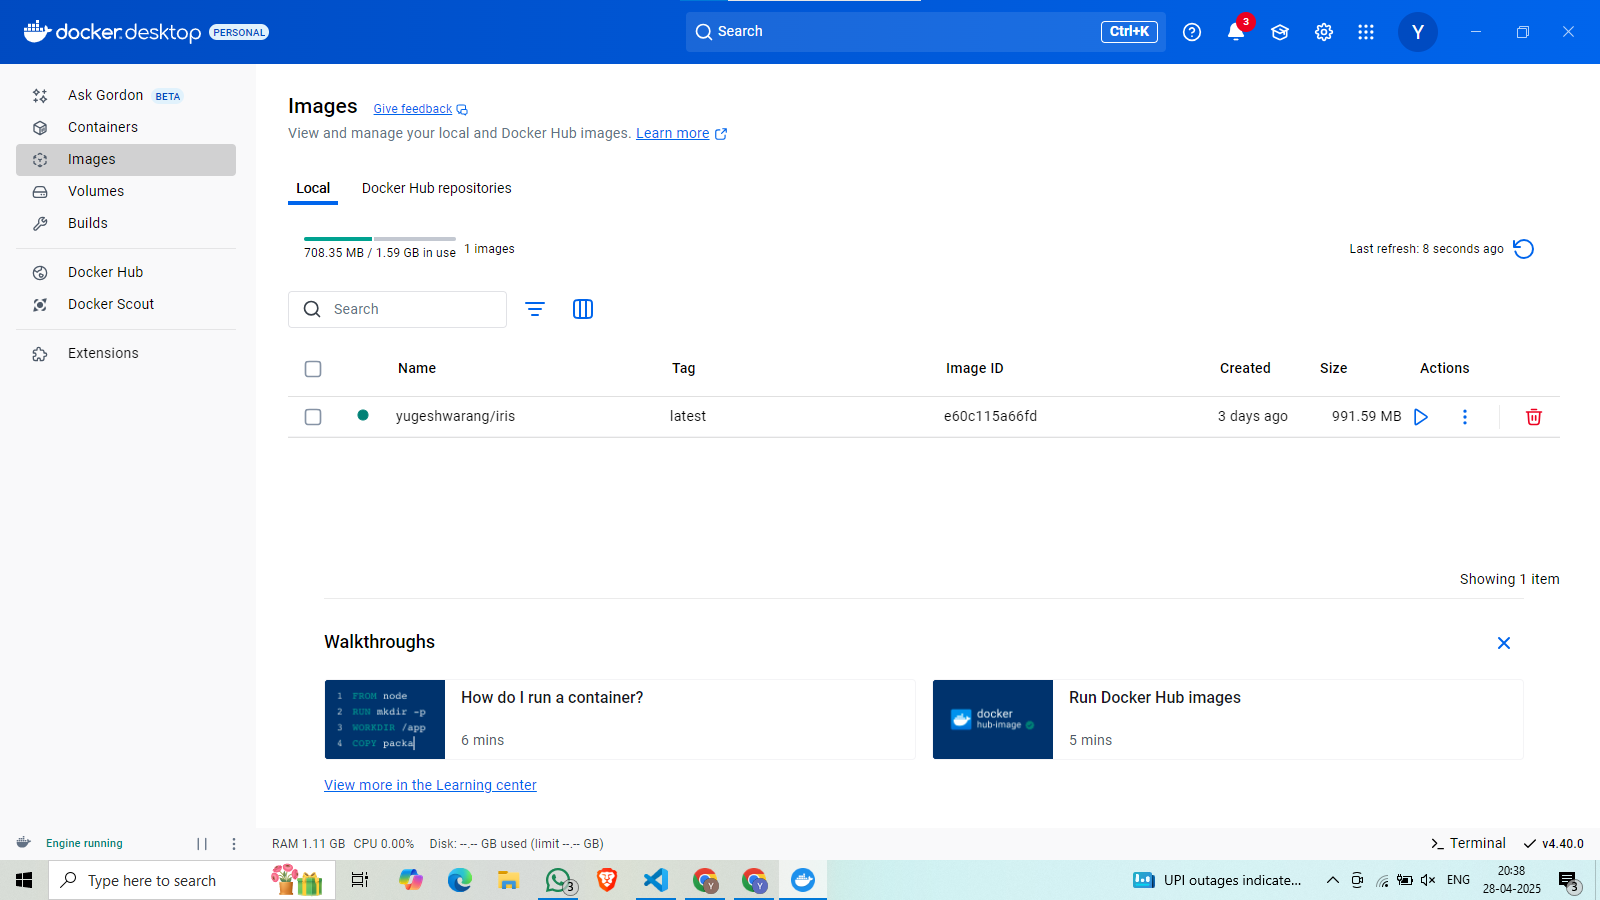 docker.desktop PERSONAL
Search Ctrl+K
3
Y
Ask Gordon BETA
Containers
Images
Volumes
Builds
Docker Hub
Docker Scout
Extensions
Images Give feedback
View and manage your local and Docker Hub images. Learn more
Local Docker Hub repositories
708.35 MB / 1.59 GB in use 1 images
Last refresh: 8 seconds ago
Search
Name Tag Image ID Created Size Actions
yugeshwarang/iris latest e60c115a66fd 3 days ago 991.59 MB
Showing 1 item
Walkthroughs
1 FROM node
2 RUN mkdir -p
3 WORKDIR /app
4 COPY packa
How do I run a container?
6 mins
docker
hub-image
Run Docker Hub images
5 mins
View more in the Learning center
Engine running
RAM 1.11 GB CPU 0.00% Disk: --.-- GB used (limit --.-- GB)
Terminal v4.40.0
Type here to search
3
Y
Y
UPI outages indicate...
ENG
20:38
28-04-2025
3